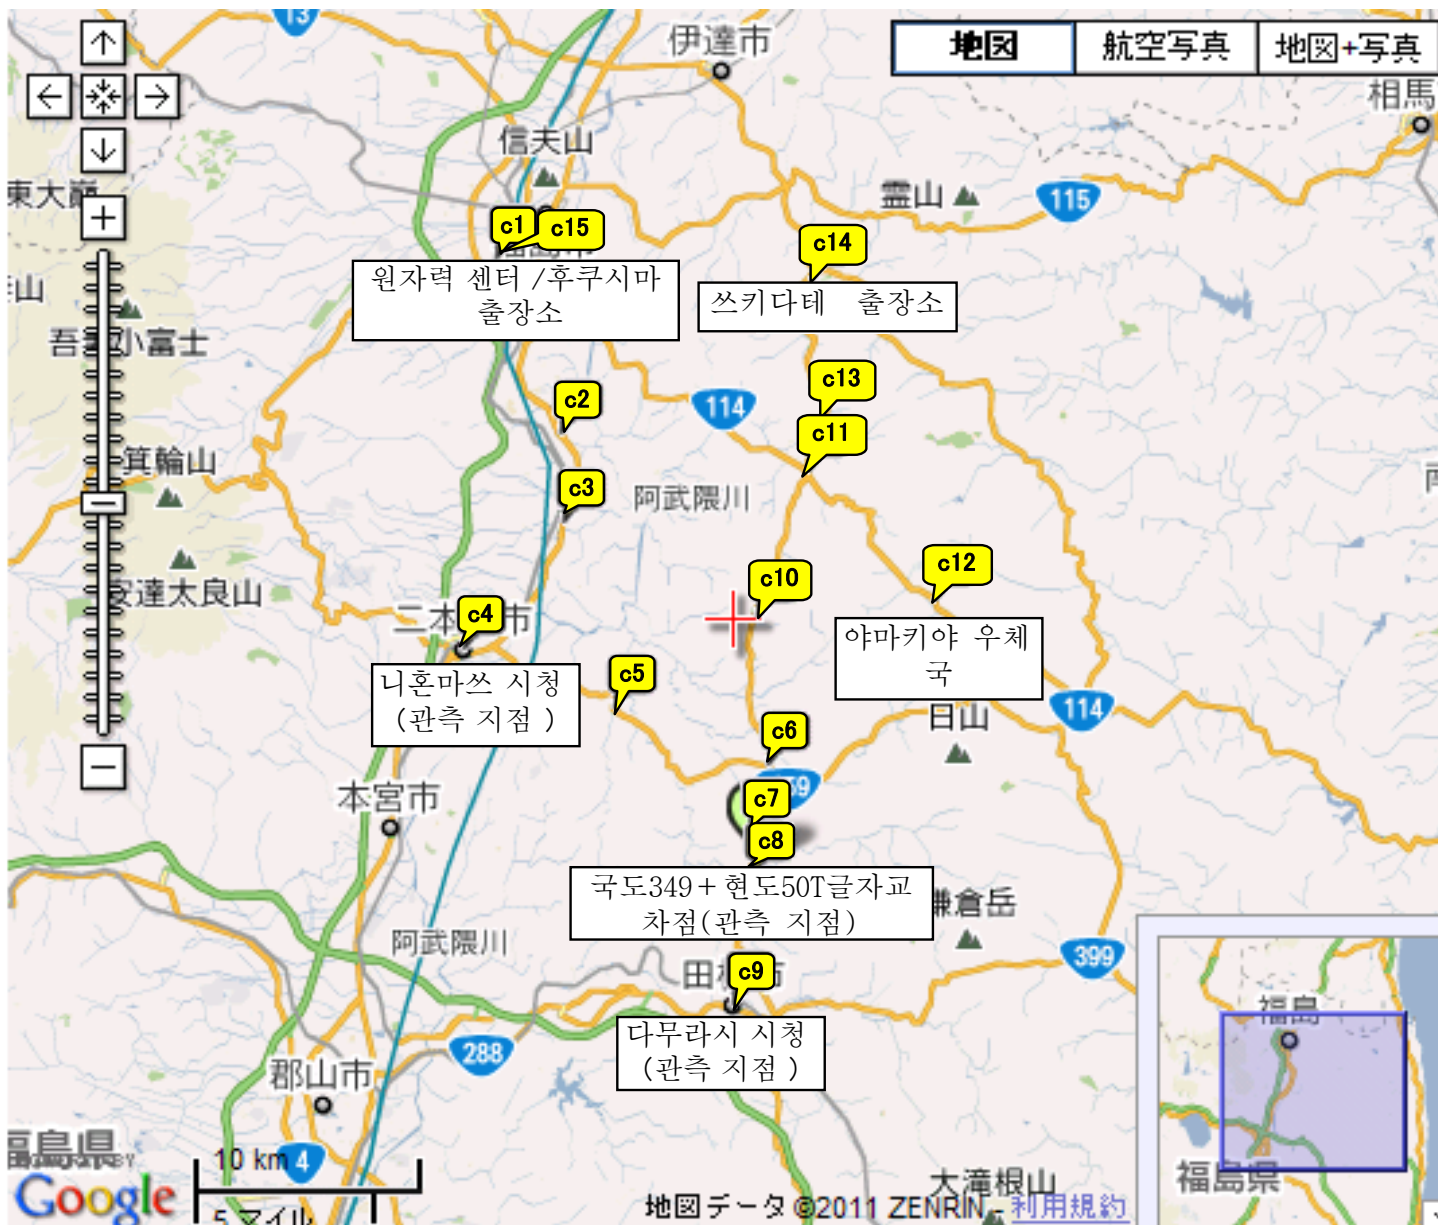 13
伊達市
地図
航空写真
地図+写真
相馬
信夫山
東大巓
霊山
115
c1
c15
c14
원자력 센터 /후쿠시마
출장소
쓰키다테 출장소
小富士
c13
c2
114
c11
箕輪山
c3
阿武隈川
c12
c10
安達太良山
c4
야마키야 우체
국
c5
니혼마쓰 시청
(관측 지점 )
114
日山
c6
本宮市
c7
c8
국도349+현도50T글자교
차점(관측 지점)
鎌倉岳
阿武隈川
399
c9
福島
다무라시 시청
(관측 지점 )
288
郡山市
福島県
10 km
4
Google
5 マイル
大滝根山
福島県
地図データ ©2011 ZENRIN - 利用規約